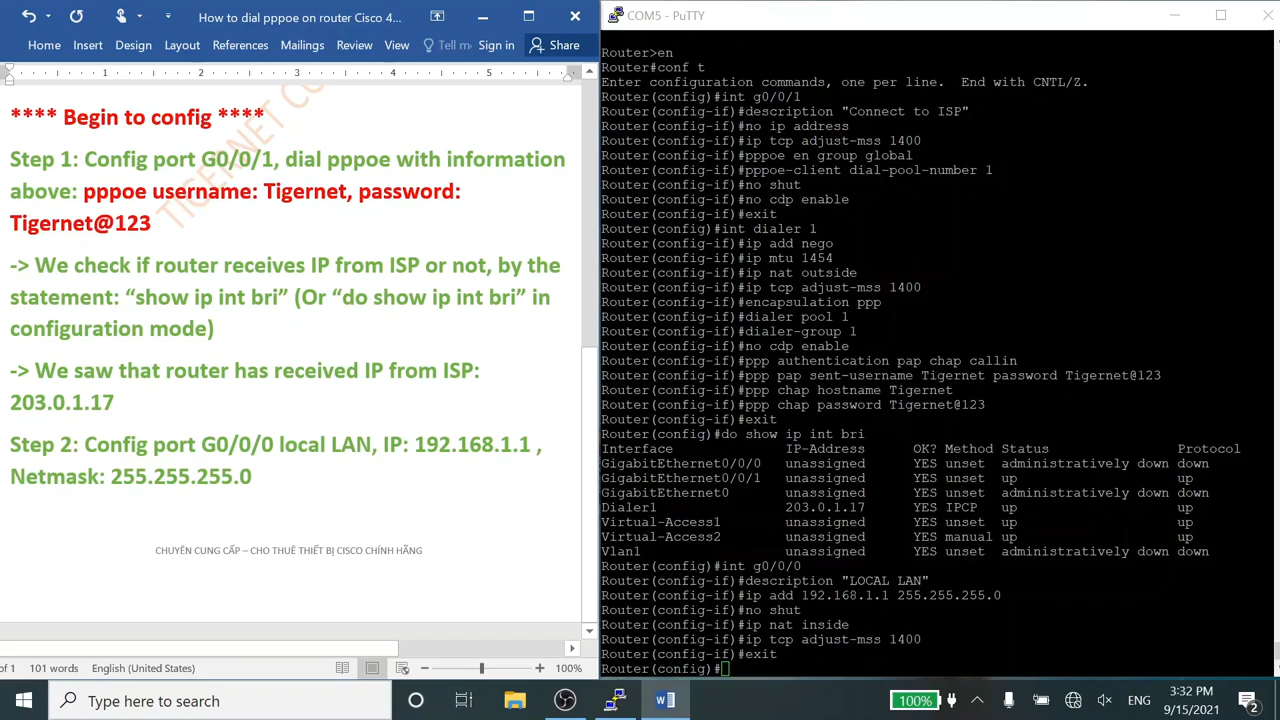 How to dial pppoe on router Cisco 4...
Home Insert Design Layout References Mailings Review View Tell me Sign in Share
1 2 3 4 5
**** Begin to config ****
Step 1: Config port G0/0/1, dial pppoe with information
above: pppoe username: Tigernet, password:
Tigernet@123
-> We check if router receives IP from ISP or not, by the
statement: “show ip int bri” (Or “do show ip int bri” in
configuration mode)
-> We saw that router has received IP from ISP:
203.0.1.17
Step 2: Config port G0/0/0 local LAN, IP: 192.168.1.1 ,
Netmask: 255.255.255.0
TIGERNET CO
CHUYÊN CUNG CẤP – CHO THUÊ THIẾT BỊ CISCO CHÍNH HÃNG
of 1 101 words English (United States) 100%
COM5 - PuTTY
Router>en
Router#conf t
Enter configuration commands, one per line.  End with CNTL/Z.
Router(config)#int g0/0/1
Router(config-if)#description "Connect to ISP"
Router(config-if)#no ip address
Router(config-if)#ip tcp adjust-mss 1400
Router(config-if)#pppoe en group global
Router(config-if)#pppoe-client dial-pool-number 1
Router(config-if)#no shut
Router(config-if)#no cdp enable
Router(config-if)#exit
Router(config)#int dialer 1
Router(config-if)#ip add nego
Router(config-if)#ip mtu 1454
Router(config-if)#ip nat outside
Router(config-if)#ip tcp adjust-mss 1400
Router(config-if)#encapsulation ppp
Router(config-if)#dialer pool 1
Router(config-if)#dialer-group 1
Router(config-if)#no cdp enable
Router(config-if)#ppp authentication pap chap callin
Router(config-if)#ppp pap sent-username Tigernet password Tigernet@123
Router(config-if)#ppp chap hostname Tigernet
Router(config-if)#ppp chap password Tigernet@123
Router(config-if)#exit
Router(config)#do show ip int bri
Interface IP-Address OK? Method Status Protocol
GigabitEthernet0/0/0 unassigned YES unset administratively down down
GigabitEthernet0/0/1 unassigned YES unset up up
GigabitEthernet0 unassigned YES unset administratively down down
Dialer1 203.0.1.17 YES IPCP up up
Virtual-Access1 unassigned YES unset up up
Virtual-Access2 unassigned YES manual up up
Vlan1 unassigned YES unset administratively down down
Router(config)#int g0/0/0
Router(config-if)#description "LOCAL LAN"
Router(config-if)#ip add 192.168.1.1 255.255.255.0
Router(config-if)#no shut
Router(config-if)#ip nat inside
Router(config-if)#ip tcp adjust-mss 1400
Router(config-if)#exit
Router(config)#
Type here to search 100% ENG 3:32 PM
9/15/2021 2